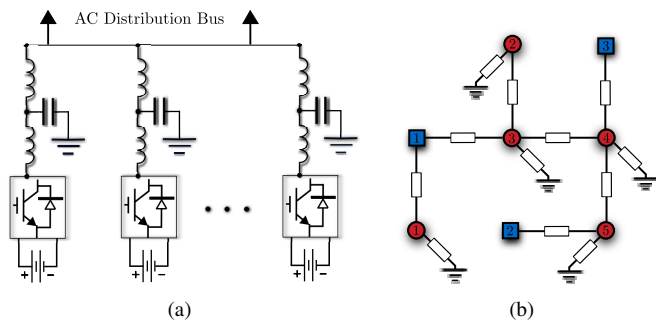 AC Distribution Bus
+ − + − + −
(a)
2 3
1 3 4
1 2 5
(b)